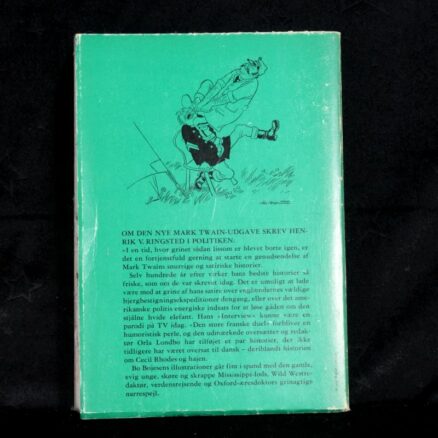 OM DEN NYE MARK TWAIN-UDGAVE SKREV HEN-
RIK V. RINGSTED I POLITIKEN:
»I en tid, hvor grinet sådan lissom er blevet borte igen, er
det en fortjensfuld gerning at starte en genudsendelse af
Mark Twains smurrige og satiriske historier.
Selv hundrede år efter virker hans bedste historier så
friske, som om de var skrevet idag. Det er umuligt at lade
være med at grine af hans satire over englændernes vældige
bjergbestigningsekspeditioner dengang, eller over det ame-
rikanske politis energiske indsats for at løse gåden om den
stjålne hvide elefant. Hans »Interview« kunne være en
parodi på TV idag. »Den store franske duel« forbliver en
humoristisk perle, og den udmærkede oversætter og redak-
tør Orla Lundbo har tilføjet et par historier, der ikke
tidligere har været oversat til dansk – deriblandt historien
om Cecil Rhodes og hajen.
Bo Bojesens illustrationer går fint i spand med den gamle,
evig unge, skøre og skrappe Mississippi-lods, Wild West-
redaktør, verdensrejsende og Oxford-æresdoktors grinagtige
narrespejl.